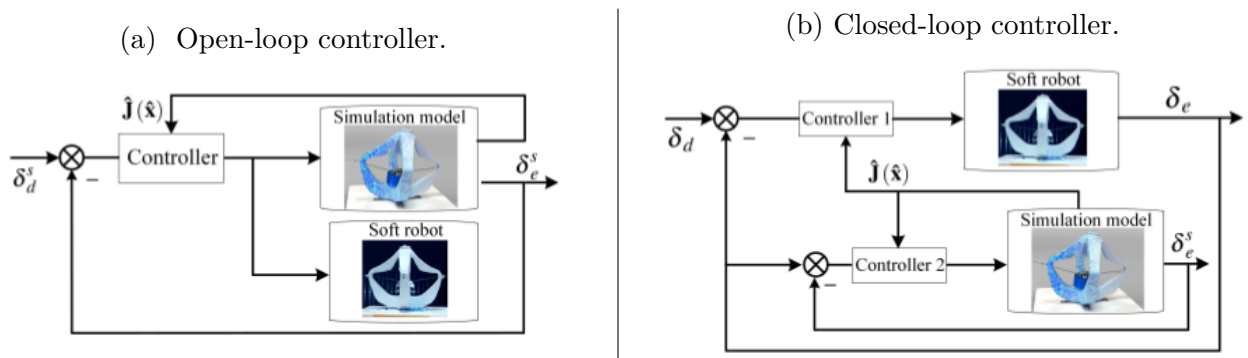 (a) Open-loop controller.
Ĵ(x̂)
Simulation model
Controller
δ_d^s
−
δ_e^s
Soft robot
(b) Closed-loop controller.
Soft robot
δ_d
−
Controller 1
δ_e
Ĵ(x̂)
Simulation model
−
Controller 2
δ_e^s